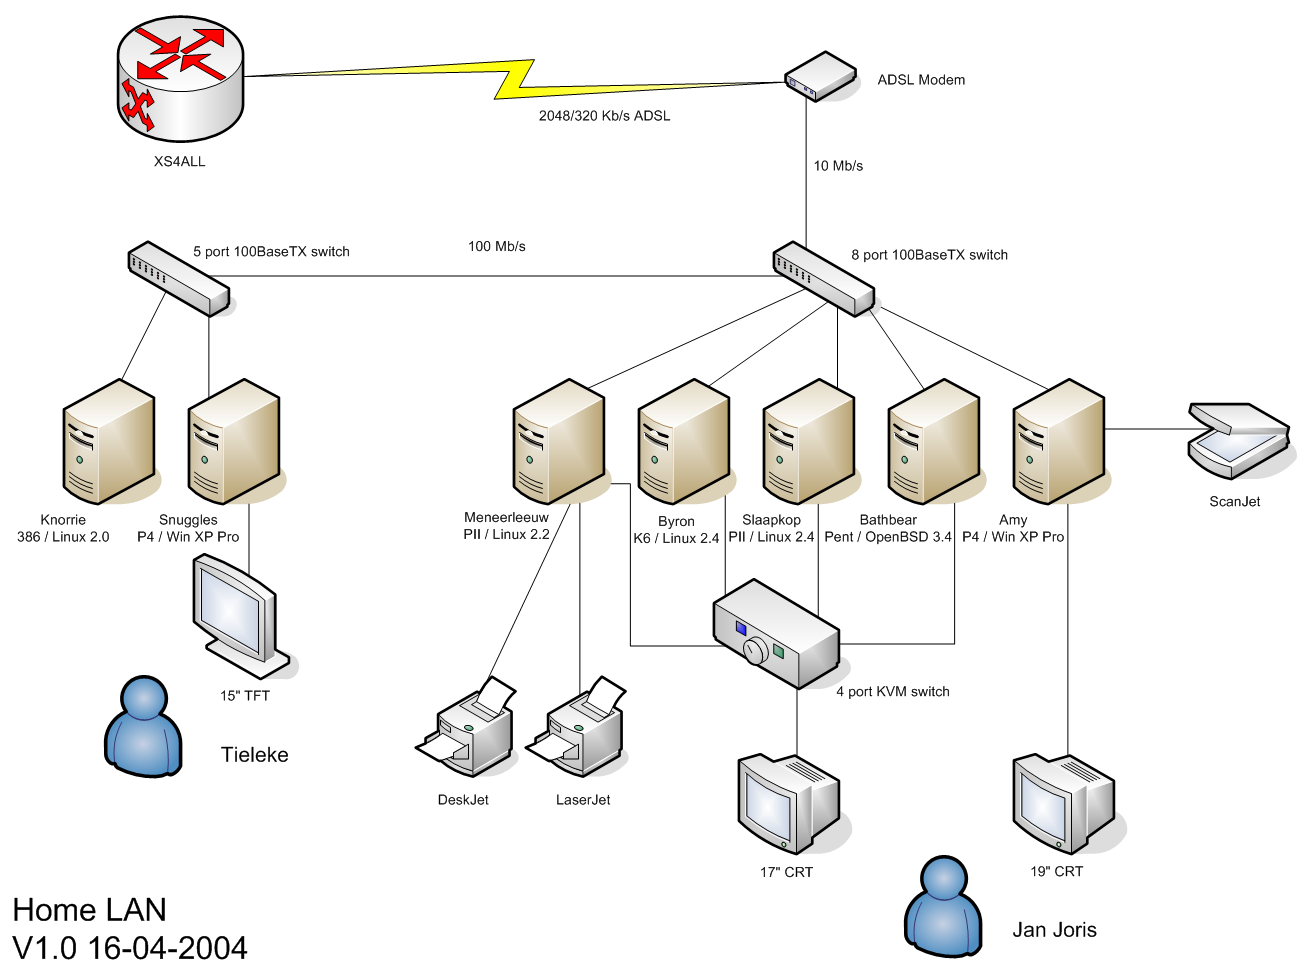 ADSL Modem
2048/320 Kb/s ADSL
XS4ALL
10 Mb/s
5 port 100BaseTX switch
100 Mb/s
8 port 100BaseTX switch
Knorrie
386 / Linux 2.0
Snuggles
P4 / Win XP Pro
Meneerleeuw
PII / Linux 2.2
Byron
K6 / Linux 2.4
Slaapkop
PII / Linux 2.4
Bathbear
Pent / OpenBSD 3.4
Amy
P4 / Win XP Pro
ScanJet
15" TFT
4 port KVM switch
Tieleke
DeskJet
LaserJet
17" CRT
19" CRT
Jan Joris
Home LAN
V1.0 16-04-2004